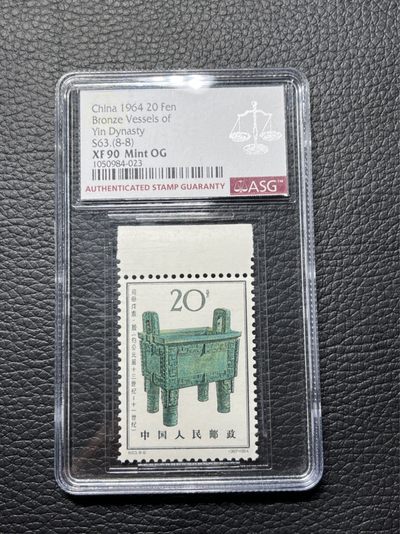 China 1964 20 Fen
Bronze Vessels of
Yin Dynasty
S63.(8-8)
XF 90 Mint OG
1050984-023
AUTHENTICATED STAMP GUARANTY
ASG™
20分
中国人民邮政